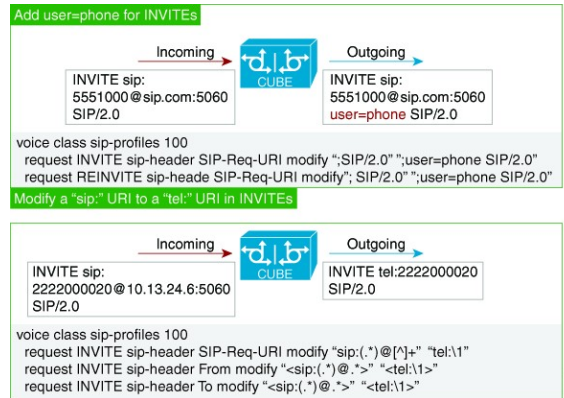 Add user=phone for INVITEs
Incoming
Outgoing
CUBE
INVITE sip:
5551000@sip.com:5060
SIP/2.0
INVITE sip:
5551000@sip.com:5060
user=phone SIP/2.0
voice class sip-profiles 100
request INVITE sip-header SIP-Req-URI modify “;SIP/2.0” ”;user=phone SIP/2.0”
request REINVITE sip-heade SIP-Req-URI modify”; SIP/2.0” ”;user=phone SIP/2.0”
Modify a “sip:” URI to a “tel:” URI in INVITEs
Incoming
Outgoing
CUBE
INVITE sip:
2222000020@10.13.24.6:5060
SIP/2.0
INVITE tel:2222000020
SIP/2.0
voice class sip-profiles 100
request INVITE sip-header SIP-Req-URI modify “sip:(.*)@[^]+” “tel:\1”
request INVITE sip-header From modify “<sip:(.*)@.*>” “<tel:\1>”
request INVITE sip-header To modify “<sip:(.*)@.*>” “<tel:\1>”